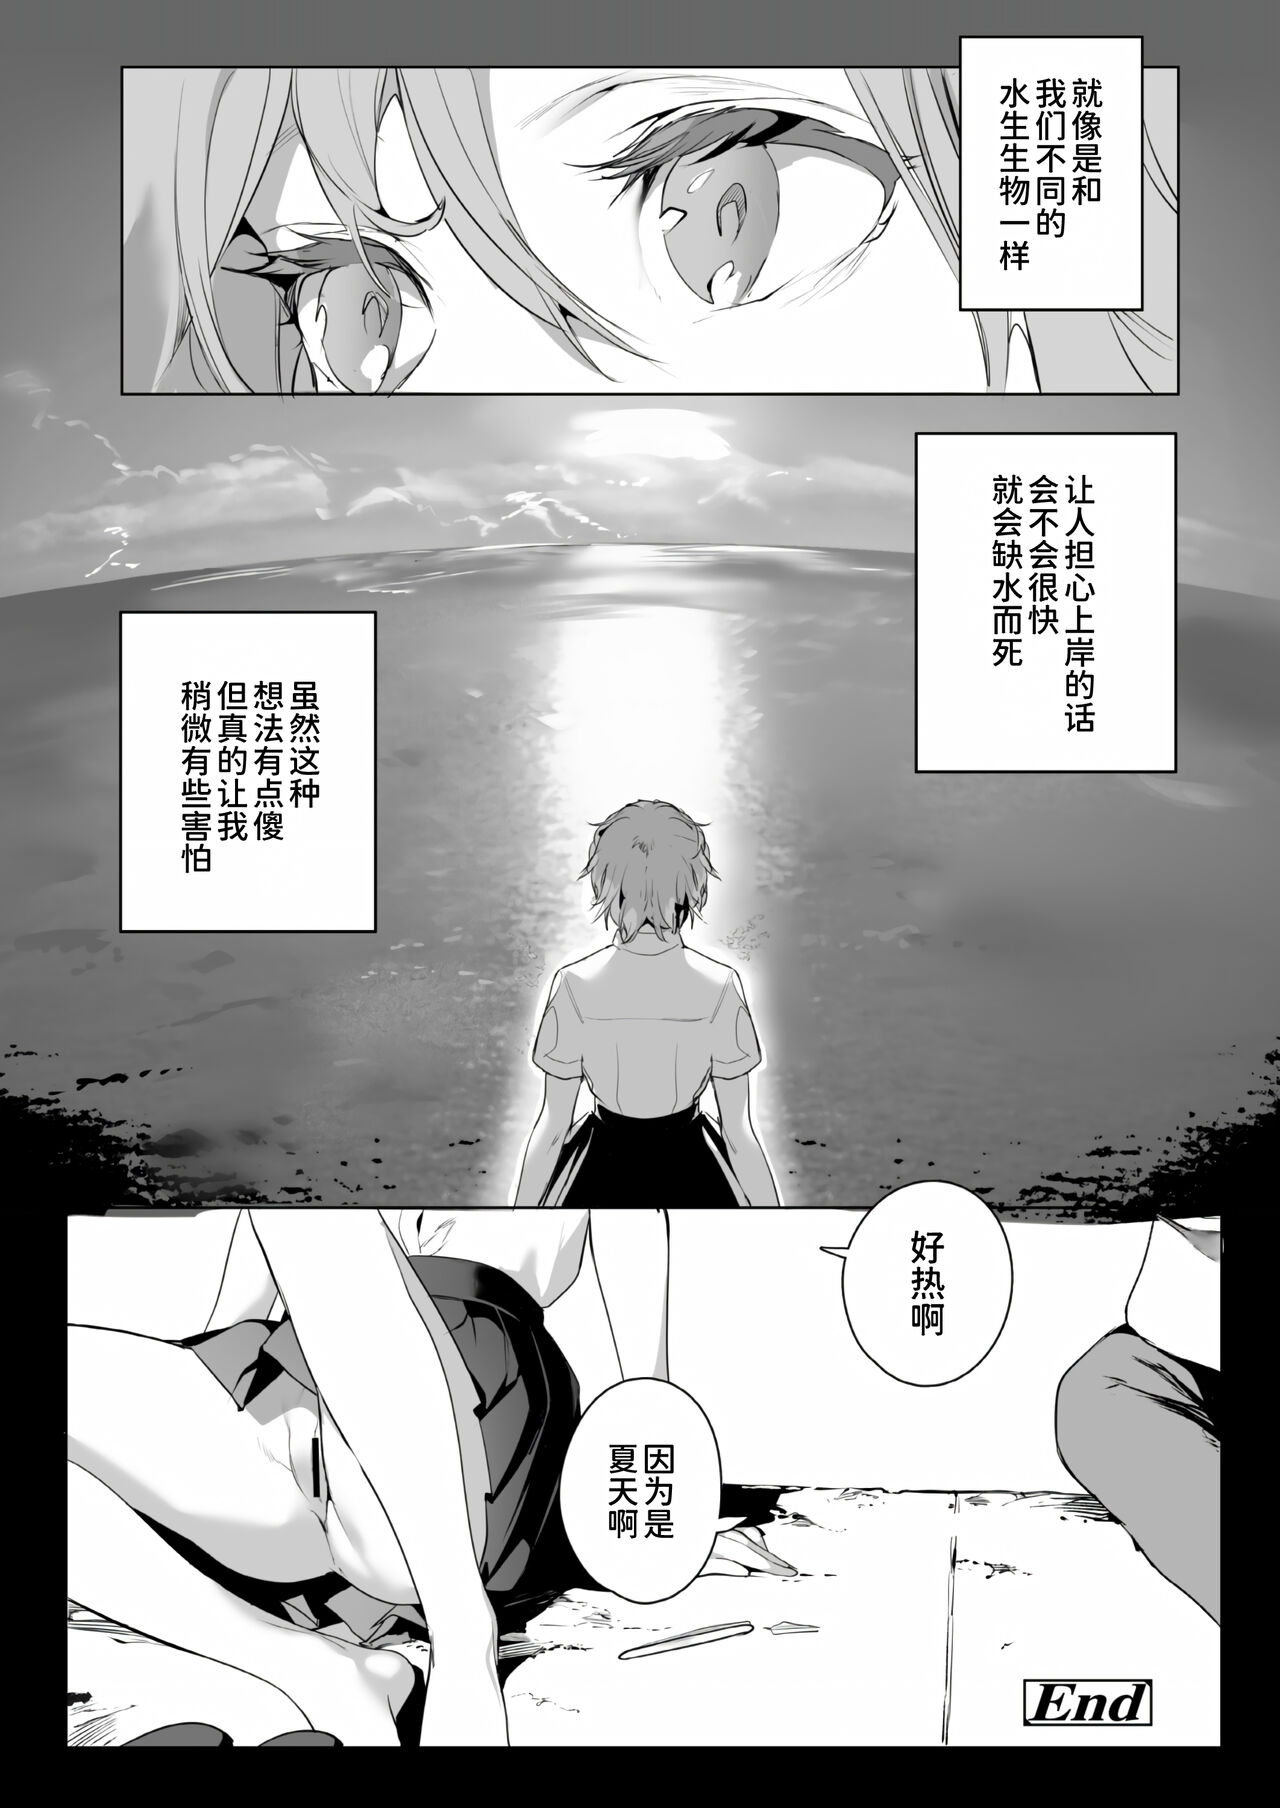 就像是和
我们不同的
水生生物一样
让人担心上岸的话
会不会很快
就会缺水而死
虽然这种
想法有点傻
但真的让我
稍微有些害怕
好热啊
因为是
夏天啊
End